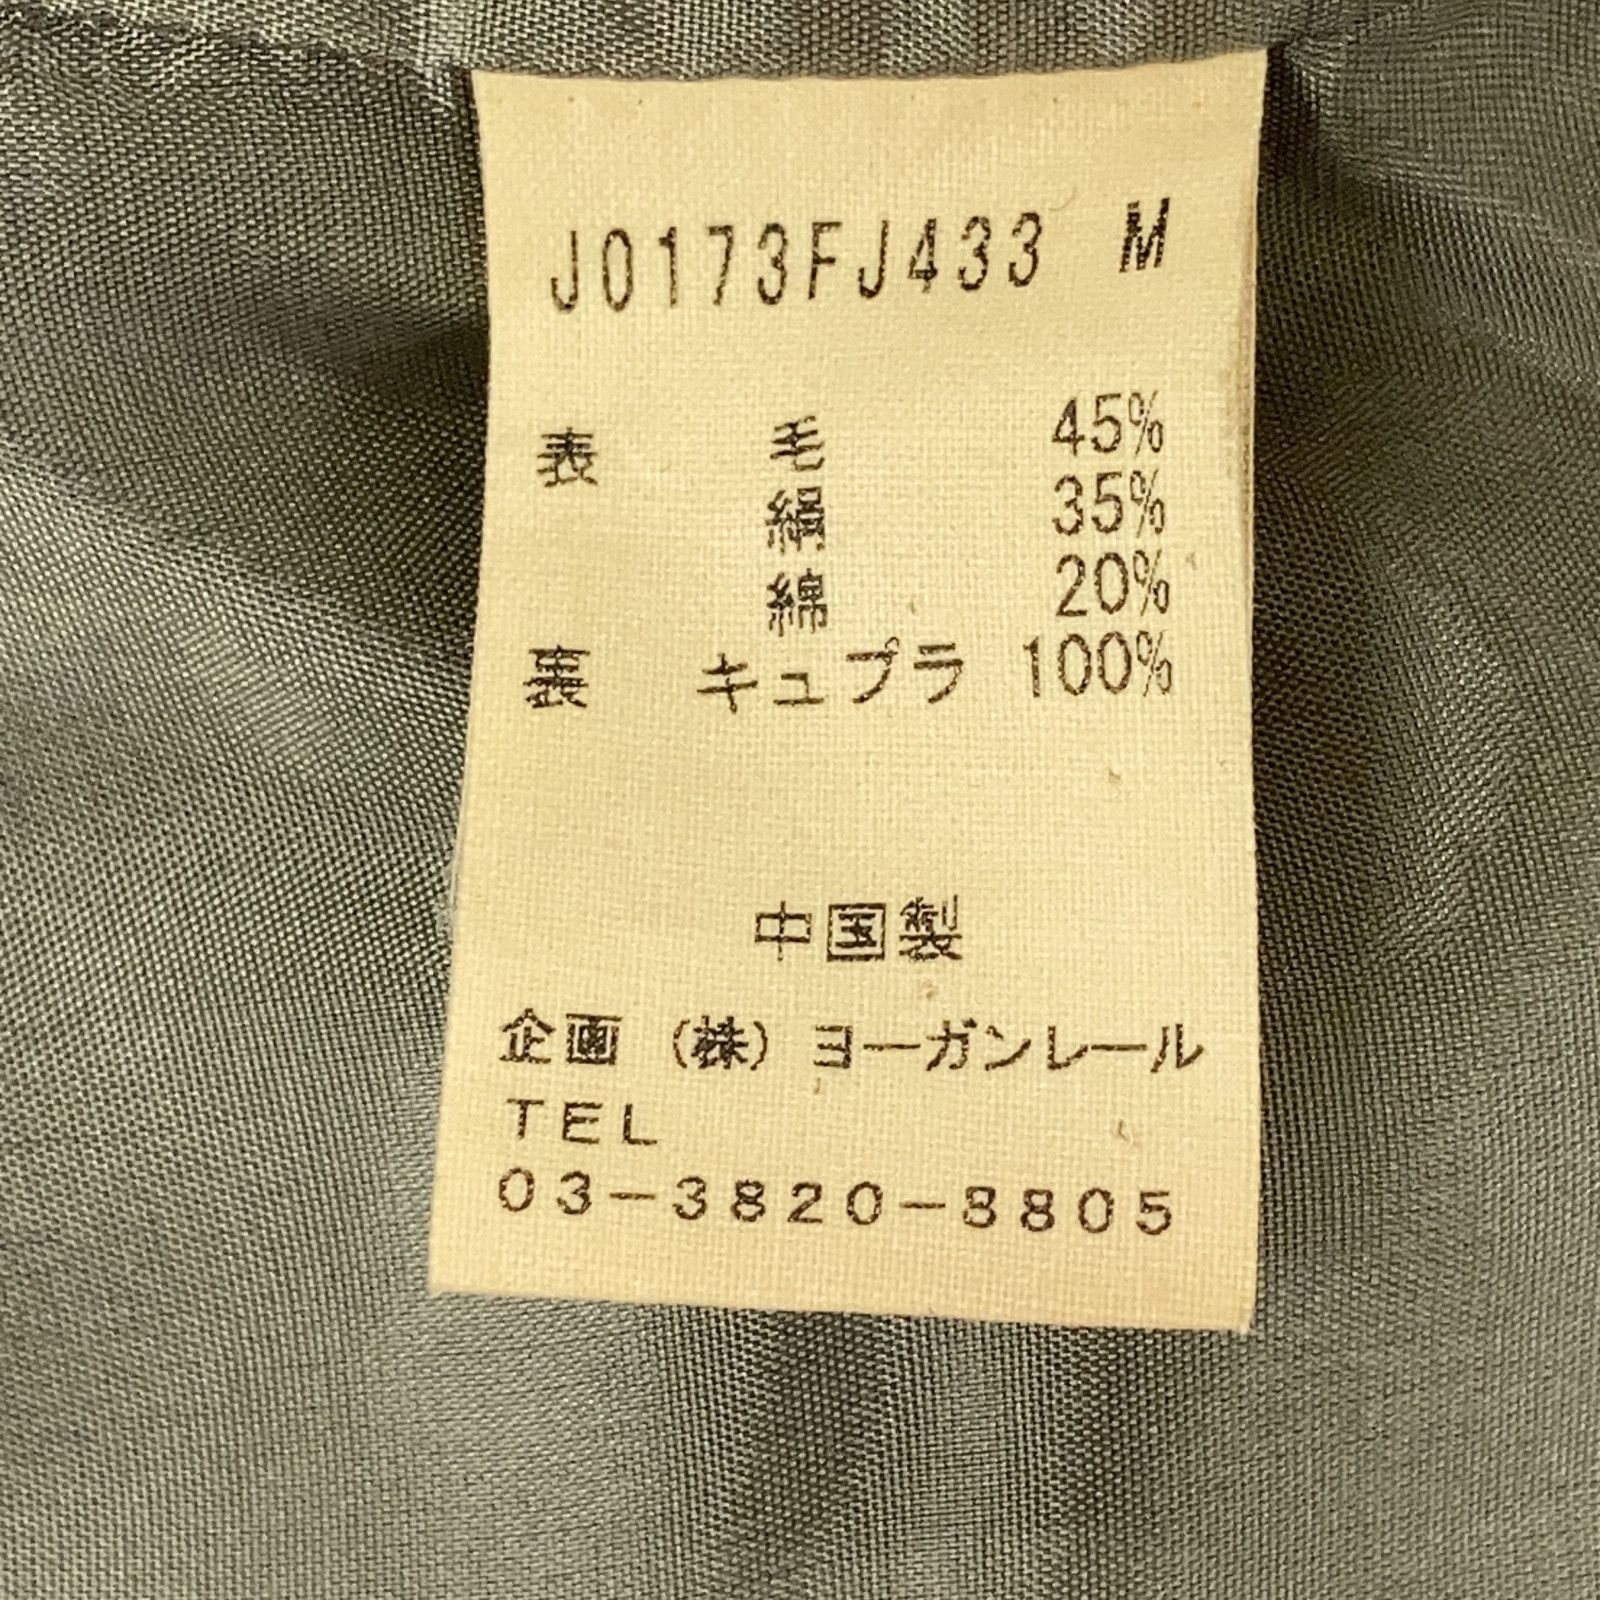 J0173FJ433 M
表 毛 45%
絹 35%
綿 20%
裏 キュプラ 100%
中国製
企画 (株) ヨーガンレール
TEL
03-3820-8805